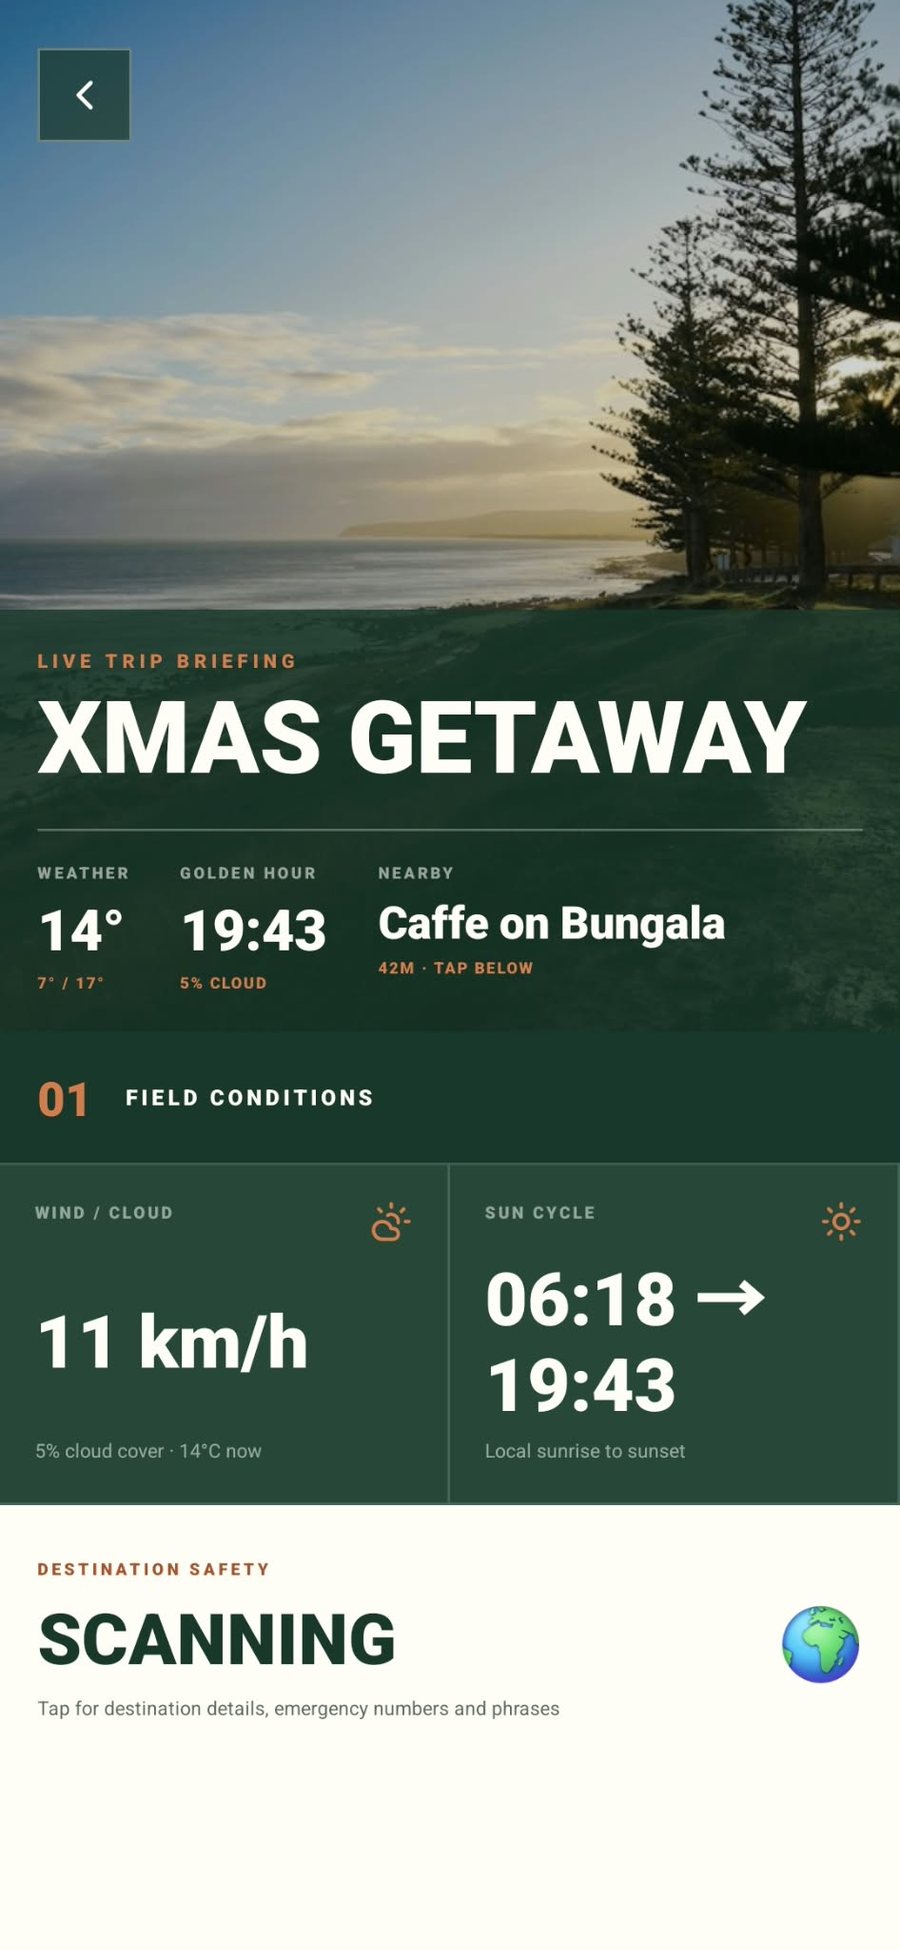 LIVE TRIP BRIEFING
XMAS GETAWAY
WEATHER
14°
7° / 17°
GOLDEN HOUR
19:43
5% CLOUD
NEARBY
Caffe on Bungala
42M · TAP BELOW
01 FIELD CONDITIONS
WIND / CLOUD
11 km/h
5% cloud cover · 14°C now
SUN CYCLE
06:18 →
19:43
Local sunrise to sunset
DESTINATION SAFETY
SCANNING
Tap for destination details, emergency numbers and phrases